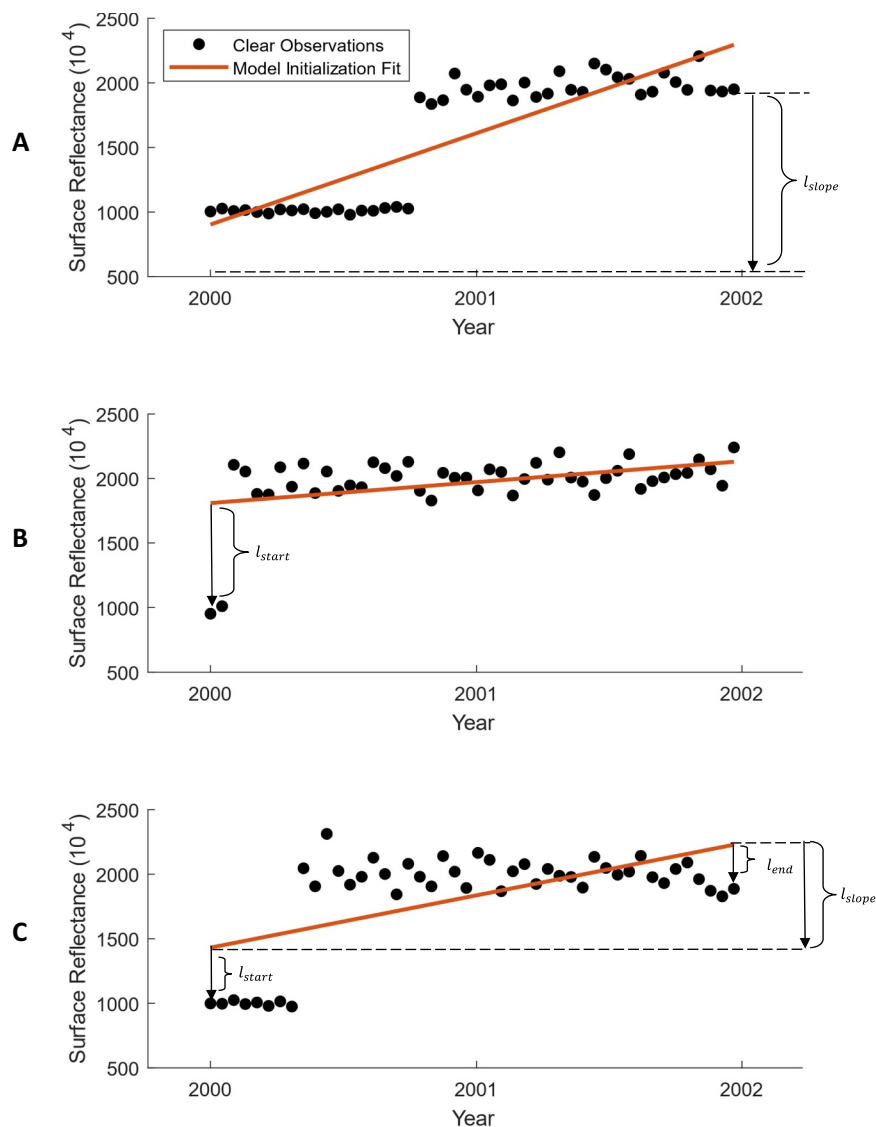 A
Surface Reflectance (10⁴)
2500
2000
1500
1000
500
Clear Observations
Model Initialization Fit
l_slope
2000 2001 2002
Year
B
Surface Reflectance (10⁴)
2500
2000
1500
1000
500
l_start
2000 2001 2002
Year
C
Surface Reflectance (10⁴)
2500
2000
1500
1000
500
l_end
l_slope
l_start
2000 2001 2002
Year